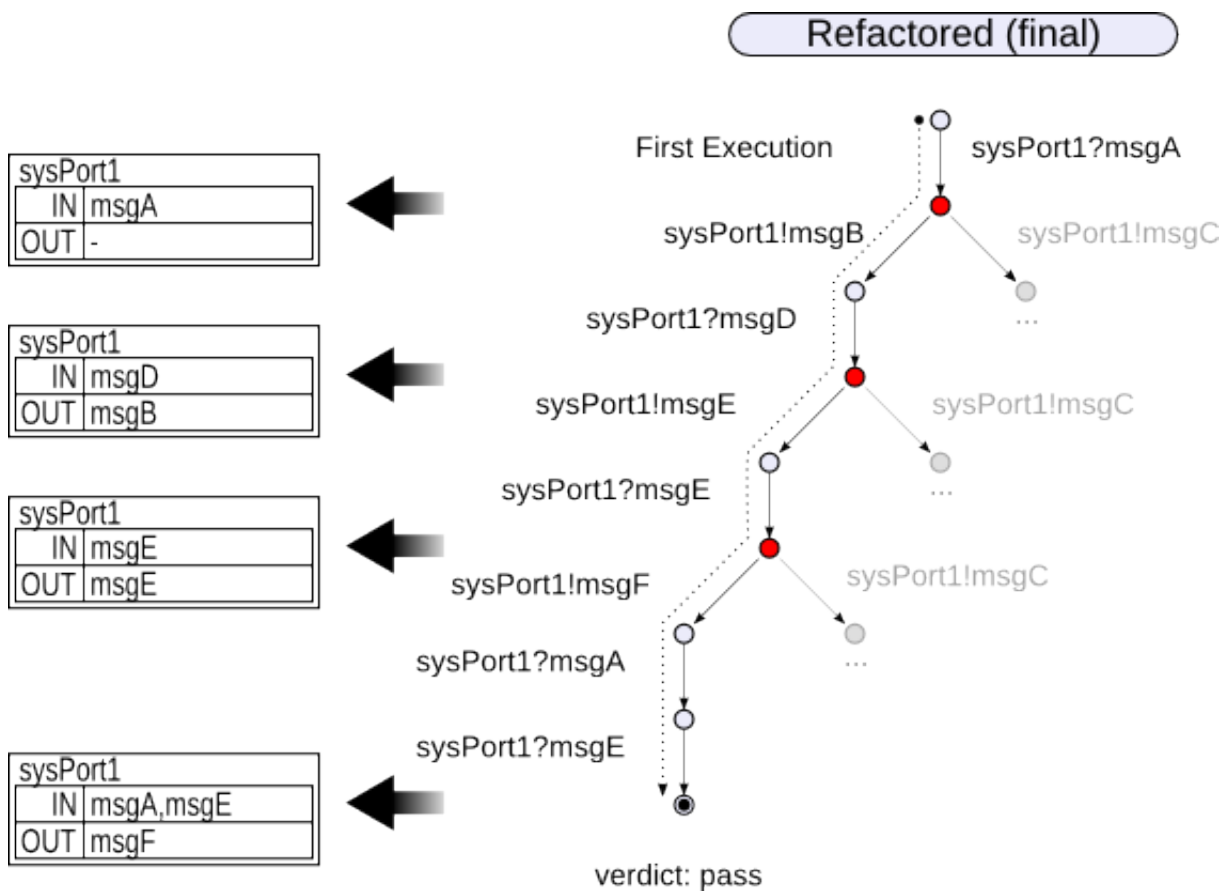 Refactored (final)
First Execution
sysPort1?msgA
sysPort1
IN msgA
OUT -
sysPort1!msgB
sysPort1!msgC
...
sysPort1?msgD
sysPort1
IN msgD
OUT msgB
sysPort1!msgE
sysPort1!msgC
...
sysPort1?msgE
sysPort1
IN msgE
OUT msgE
sysPort1!msgF
sysPort1!msgC
...
sysPort1?msgA
sysPort1?msgE
sysPort1
IN msgA,msgE
OUT msgF
verdict: pass